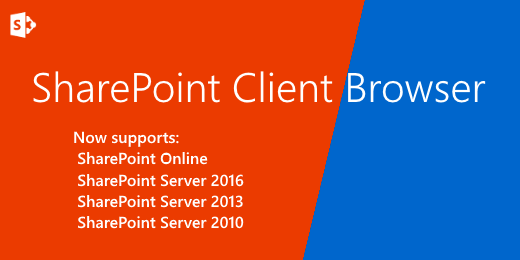 S
SharePoint Client Browser
Now supports:
SharePoint Online
SharePoint Server 2016
SharePoint Server 2013
SharePoint Server 2010